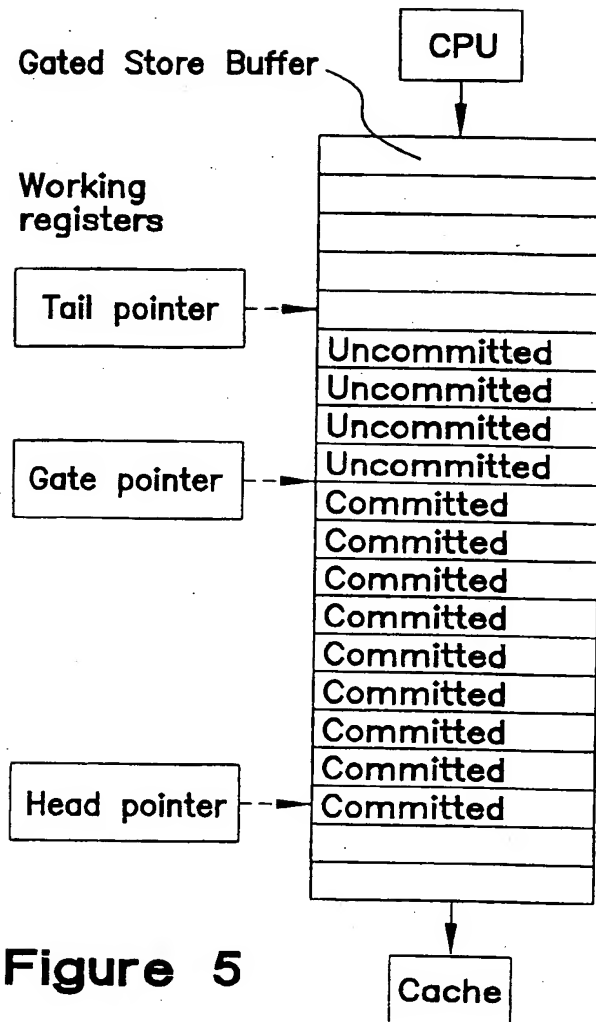 CPU
Gated Store Buffer
Working
registers
Tail pointer
Uncommitted
Uncommitted
Uncommitted
Uncommitted
Gate pointer
Committed
Committed
Committed
Committed
Committed
Committed
Committed
Committed
Head pointer
Committed
Figure 5
Cache